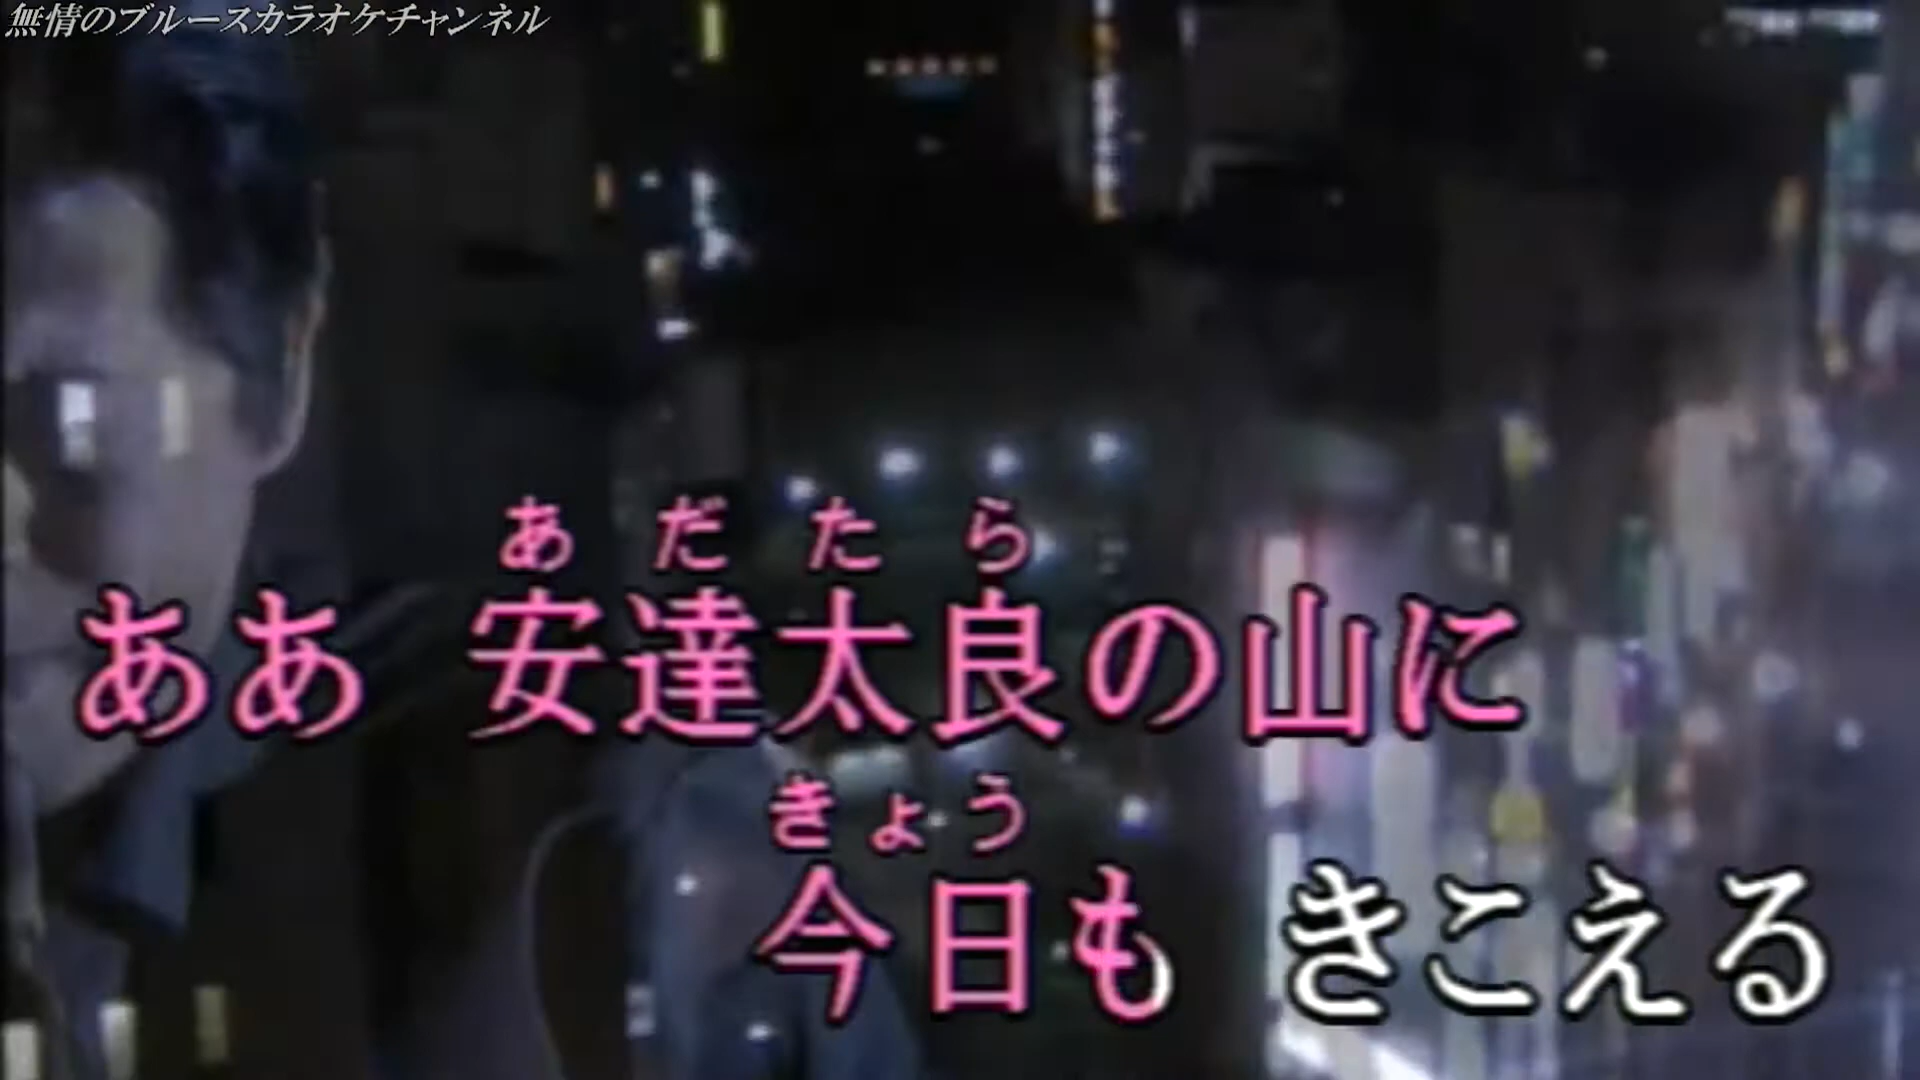 無情のブルースカラオケチャンネル
あだたら
ああ 安達太良の山に
きょう
今日も きこえる